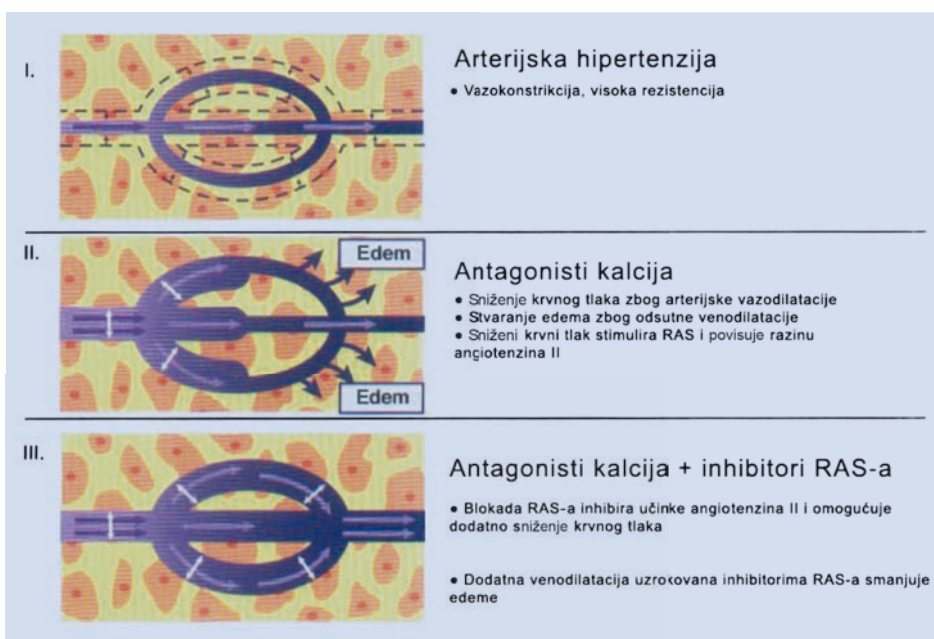 I.
Arterijska hipertenzija
• Vazokonstrikcija, visoka rezistencija
II.
Edem
Edem
Antagonisti kalcija
• Sniženje krvnog tlaka zbog arterijske vazodilatacije
• Stvaranje edema zbog odsutne venodilatacije
• Sniženi krvni tlak stimulira RAS i povisuje razinu
angiotenzina II
III.
Antagonisti kalcija + inhibitori RAS-a
• Blokada RAS-a inhibira učinke angiotenzina II i omogućuje
dodatno sniženje krvnog tlaka
• Dodatna venodilatacija uzrokovana inhibitorima RAS-a smanjuje
edeme